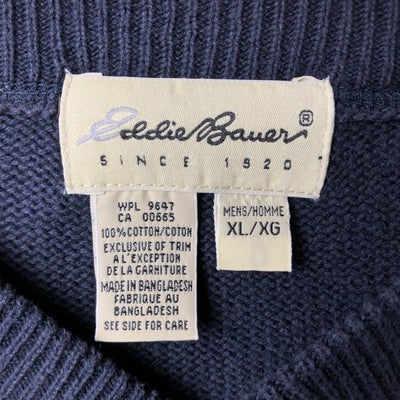 Eddie Bauer®
SINCE 1920
WPL 9647
CA 00665
100% COTTON/COTON
EXCLUSIVE OF TRIM
A L'EXCEPTION
DE LA GARNITURE
MADE IN BANGLADESH
FABRIQUE AU
BANGLADESH
SEE SIDE FOR CARE
MENS/HOMME
XL/XG